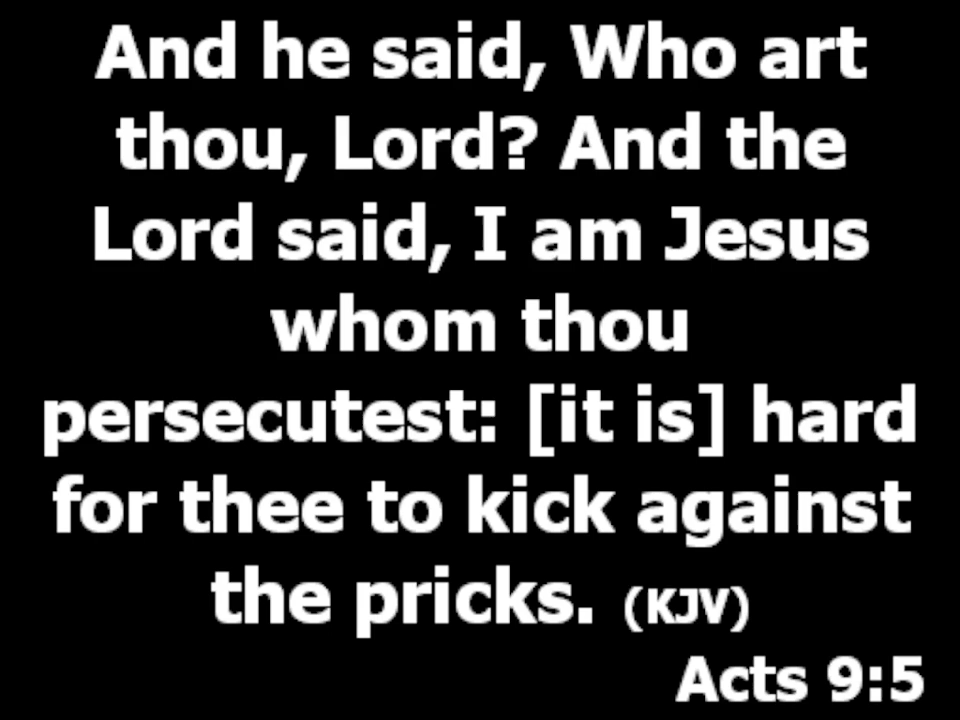 And he said, Who art
thou, Lord? And the
Lord said, I am Jesus
whom thou
persecutest: [it is] hard
for thee to kick against
the pricks. (KJV)
Acts 9:5